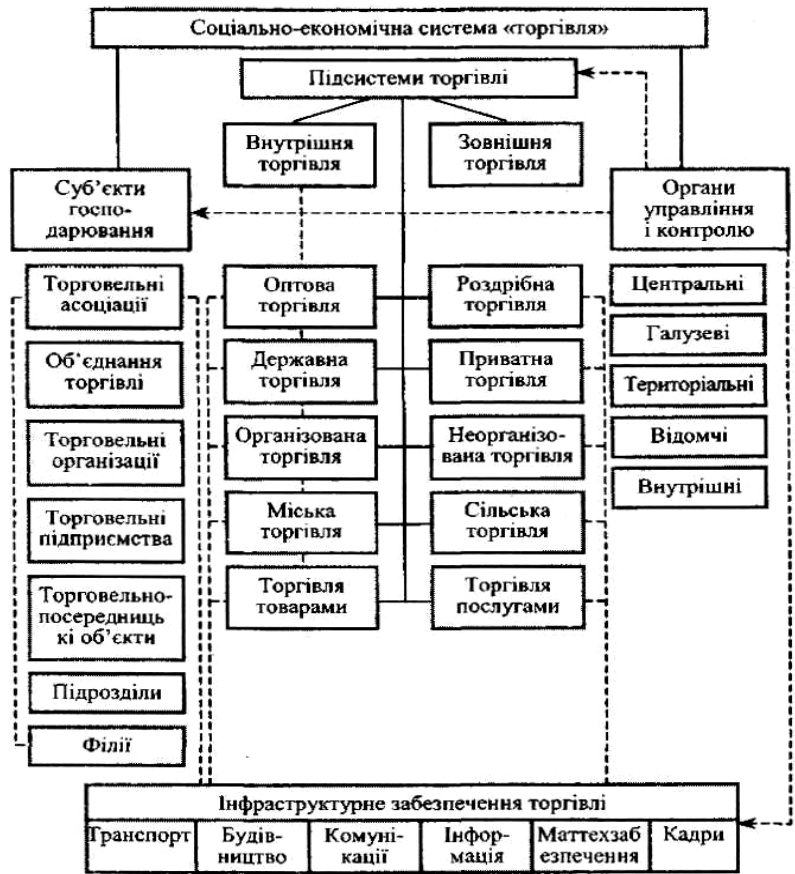 Соціально-економічна система «торгівля»
Підсистеми торгівлі
Внутрішня
торгівля
Зовнішня
торгівля
Суб’єкти
госпо-
дарювання
Органи
управління
і контролю
Торговельні
асоціації
Об’єднання
торгівлі
Торговельні
організації
Торговельні
підприємства
Торговельно-
посередниць
кі об’єкти
Підрозділи
Філії
Оптова
торгівля
Роздрібна
торгівля
Державна
торгівля
Приватна
торгівля
Організована
торгівля
Неорганізо-
вана торгівля
Міська
торгівля
Сільська
торгівля
Торгівля
товарами
Торгівля
послугами
Центральні
Галузеві
Територіальні
Відомчі
Внутрішні
Інфраструктурне забезпечення торгівлі
Транспорт
Будів-
ництво
Комуні-
кації
Інфор-
мація
Маттехзаб
езпечення
Кадри